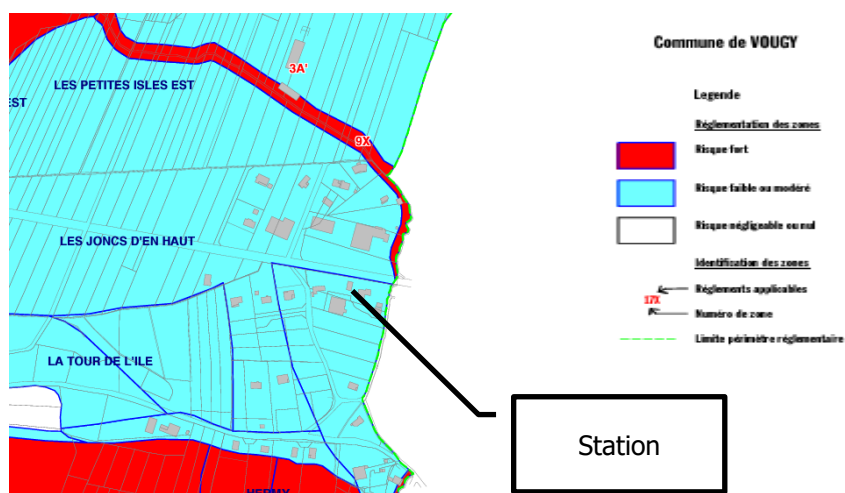 Commune de VOUGY
3A'
LES PETITES ISLES EST
EST
9X
LES JONCS D'EN HAUT
LA TOUR DE L'ILE
HERMY
Legende
Réglementation des zones
Risque fort
Risque faible ou modéré
Risque négligeable ou nul
Identification des zones
Réglements applicables
17X
Numéro de zone
Limite périmètre réglementaire
Station